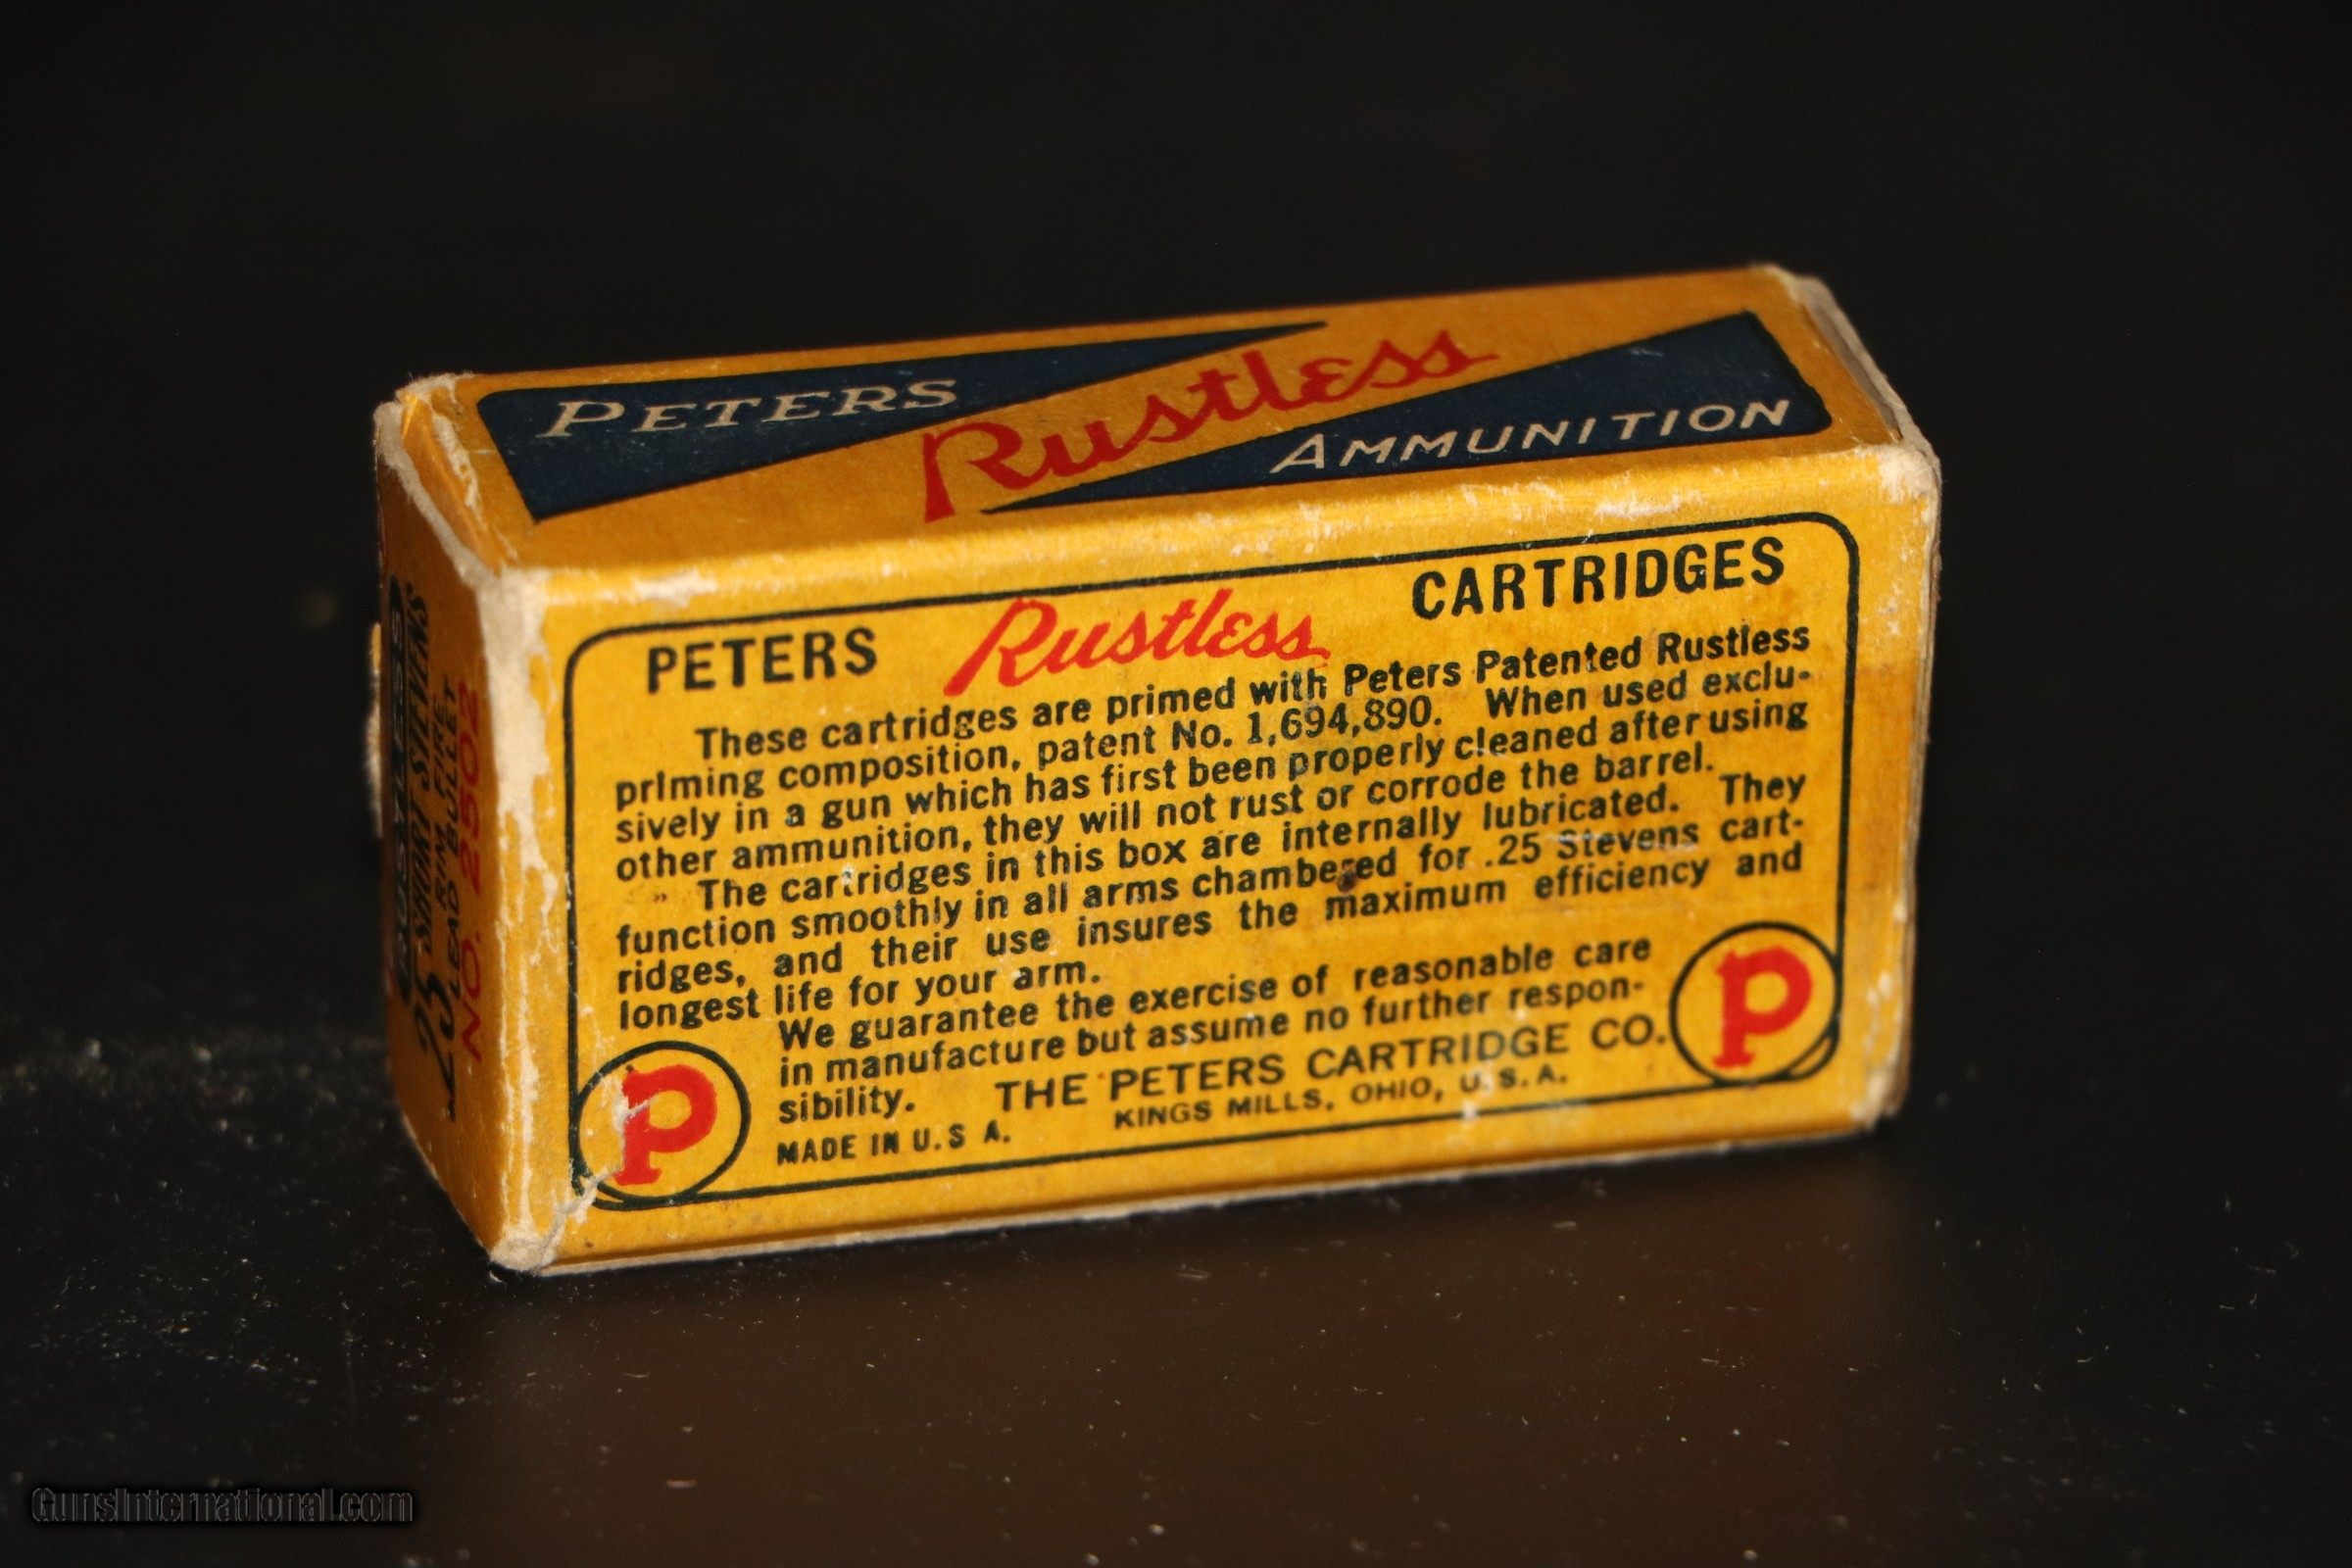 PETERS Rustless AMMUNITION
PETERS Rustless CARTRIDGES
These cartridges are primed with Peters Patented Rustless
priming composition, patent No. 1,694,890. When used exclu-
sively in a gun which has first been properly cleaned after using
other ammunition, they will not rust or corrode the barrel.
The cartridges in this box are internally lubricated. They
function smoothly in all arms chambered for .25 Stevens cart-
ridges, and their use insures the maximum efficiency and
longest life for your arm.
We guarantee the exercise of reasonable care
in manufacture but assume no further respon-
sibility. THE PETERS CARTRIDGE CO.
MADE IN U.S A. KINGS MILLS, OHIO, U.S.A.
P
P
25 SHORT STEVENS
RIM FIRE
LEAD BULLET
NO. 2502
GunsInternational.com